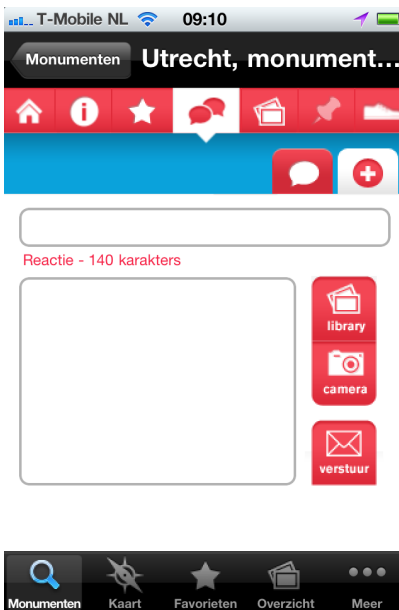 T-Mobile NL 09:10
Monumenten Utrecht, monument...
Reactie - 140 karakters
library
camera
verstuur
Monumenten Kaart Favorieten Overzicht Meer